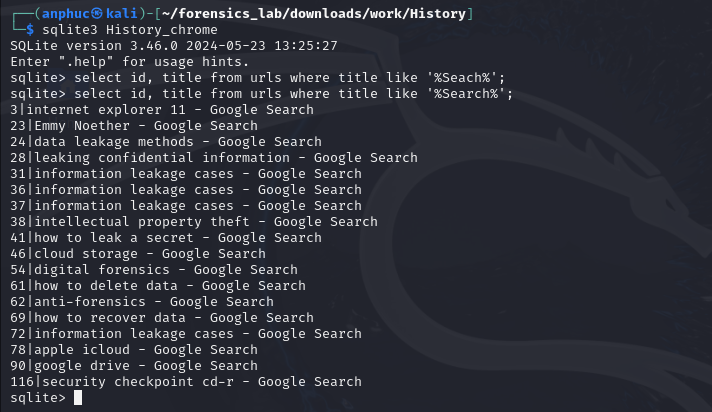 ┌──(anphuc㉿kali)-[~/forensics_lab/downloads/work/History]
└─$ sqlite3 History_chrome
SQLite version 3.46.0 2024-05-23 13:25:27
Enter ".help" for usage hints.
sqlite> select id, title from urls where title like '%Seach%';
sqlite> select id, title from urls where title like '%Search%';
3|internet explorer 11 - Google Search
23|Emmy Noether - Google Search
24|data leakage methods - Google Search
28|leaking confidential information - Google Search
31|information leakage cases - Google Search
36|information leakage cases - Google Search
37|information leakage cases - Google Search
38|intellectual property theft - Google Search
41|how to leak a secret - Google Search
46|cloud storage - Google Search
54|digital forensics - Google Search
61|how to delete data - Google Search
62|anti-forensics - Google Search
69|how to recover data - Google Search
72|information leakage cases - Google Search
78|apple icloud - Google Search
90|google drive - Google Search
116|security checkpoint cd-r - Google Search
sqlite>